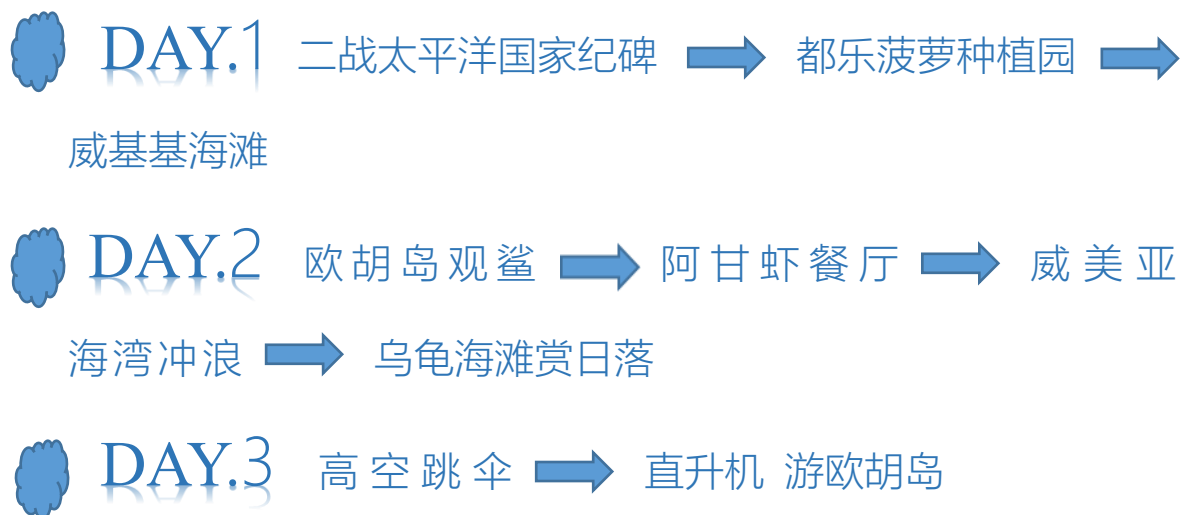 DAY.1 二战太平洋国家纪碑 都乐菠萝种植园
威基基海滩
DAY.2 欧胡岛观鲨 阿甘虾餐厅 威美亚
海湾冲浪 乌龟海滩赏日落
DAY.3 高空跳伞 直升机 游欧胡岛